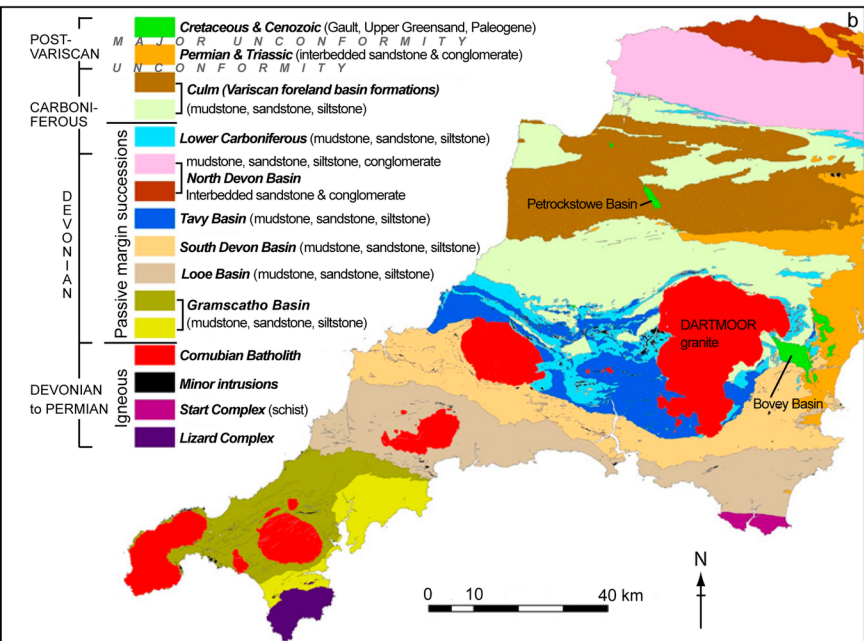 b
POST-
VARISCAN
Cretaceous & Cenozoic (Gault, Upper Greensand, Paleogene)
MAJOR UNCONFORMITY
Permian & Triassic (interbedded sandstone & conglomerate)
UNCONFORMITY
CARBONI-
FEROUS
Culm (Variscan foreland basin formations)
(mudstone, sandstone, siltstone)
DEVONIAN
Passive margin successions
Lower Carboniferous (mudstone, sandstone, siltstone)
mudstone, sandstone, siltstone, conglomerate
North Devon Basin
Interbedded sandstone & conglomerate
Tavy Basin (mudstone, sandstone, siltstone)
South Devon Basin (mudstone, sandstone, siltstone)
Looe Basin (mudstone, sandstone, siltstone)
Gramscatho Basin
(mudstone, sandstone, siltstone)
DEVONIAN
to PERMIAN
Igneous
Cornubian Batholith
Minor intrusions
Start Complex (schist)
Lizard Complex
Petrockstowe Basin
DARTMOOR
granite
Bovey Basin
N
0 10 40 km